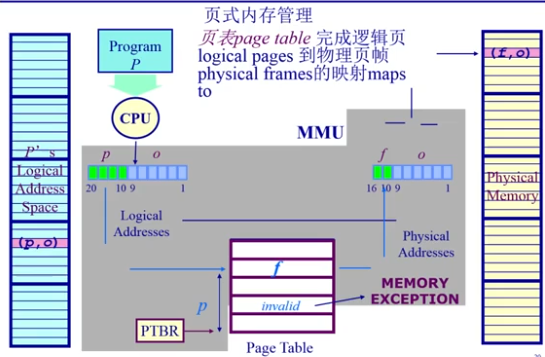 页式内存管理
页表page table 完成逻辑页
logical pages 到物理页帧
physical frames的映射maps
to
Program
P
CPU
MMU
(f,o)
P’s
Logical
Address
Space
(p,o)
p o
20 10 9 1
f o
16 10 9 1
Logical
Addresses
Physical
Addresses
Physical
Memory
f
p
invalid
MEMORY
EXCEPTION
PTBR
Page Table